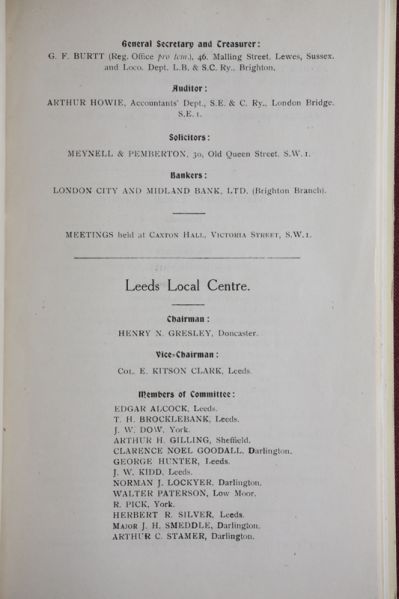 General Secretary and Treasurer:
G. F. BURTT (Reg. Office pro tem.), 46. Malling Street, Lewes, Sussex.
and Loco. Dept. L.B. & S.C. Ry., Brighton.
Auditor:
ARTHUR HOWIE, Accountants' Dept., S.E. & C. Ry., London Bridge.
S.E. 1.
Solicitors:
MEYNELL & PEMBERTON, 30, Old Queen Street. S.W. 1.
Bankers:
LONDON CITY AND MIDLAND BANK, LTD. (Brighton Branch).
MEETINGS held at CAXTON HALL, VICTORIA STREET, S.W. 1.
Leeds Local Centre.
Chairman:
HENRY N. GRESLEY, Doncaster.
Vice-Chairman:
COL. E. KITSON CLARK, Leeds.
Members of Committee:
EDGAR ALCOCK, Leeds.
T. H. BROCKLEBANK, Leeds.
J. W. DOW, York.
ARTHUR H. GILLING, Sheffield.
CLARENCE NOEL GOODALL, Darlington.
GEORGE HUNTER, Leeds.
J. W. KIDD, Leeds.
NORMAN J. LOCKYER, Darlington.
WALTER PATERSON, Low Moor.
R. PICK, York.
HERBERT R. SILVER, Leeds.
MAJOR J. H. SMEDDLE, Darlington.
ARTHUR C. STAMER, Darlington.